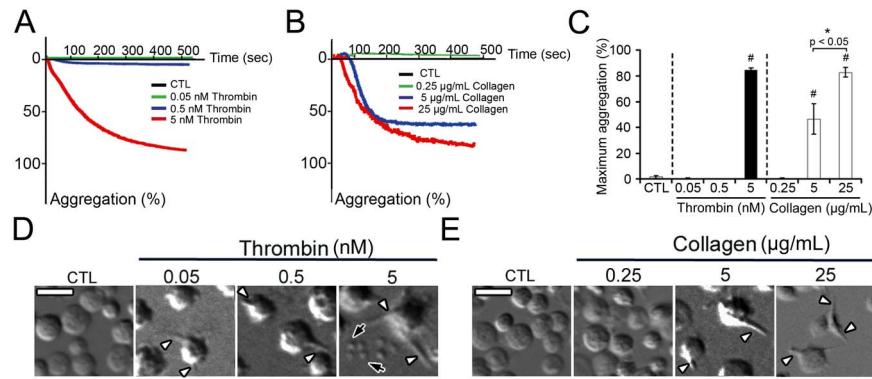 A
0 100 200 300 400 500
Time (sec)
0
50
100
CTL
0.05 nM Thrombin
0.5 nM Thrombin
5 nM Thrombin
Aggregation (%)
B
0 100 200 300 400 500
Time (sec)
0
50
100
CTL
0.25 µg/mL Collagen
5 µg/mL Collagen
25 µg/mL Collagen
Aggregation (%)
C
Maximum aggregation (%)
100
80
60
40
20
0
*
p < 0.05
# # #
CTL 0.05 0.5 5 0.25 5 25
Thrombin (nM) Collagen (µg/mL)
D
Thrombin (nM)
CTL 0.05 0.5 5
E
Collagen (µg/mL)
CTL 0.25 5 25